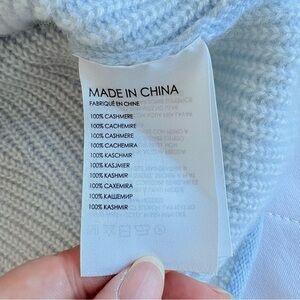 MADE IN CHINA
FABRIQUÉ EN CHINE
100% CASHMERE
100% CACHEMIRE
100% CASHMERE
100% CACHEMIRA
100% KASCHMIR
100% KASJMIER
100% KASHMIR
100% CAXEMIRA
100% КАШЕМИР
100% KASHMIR